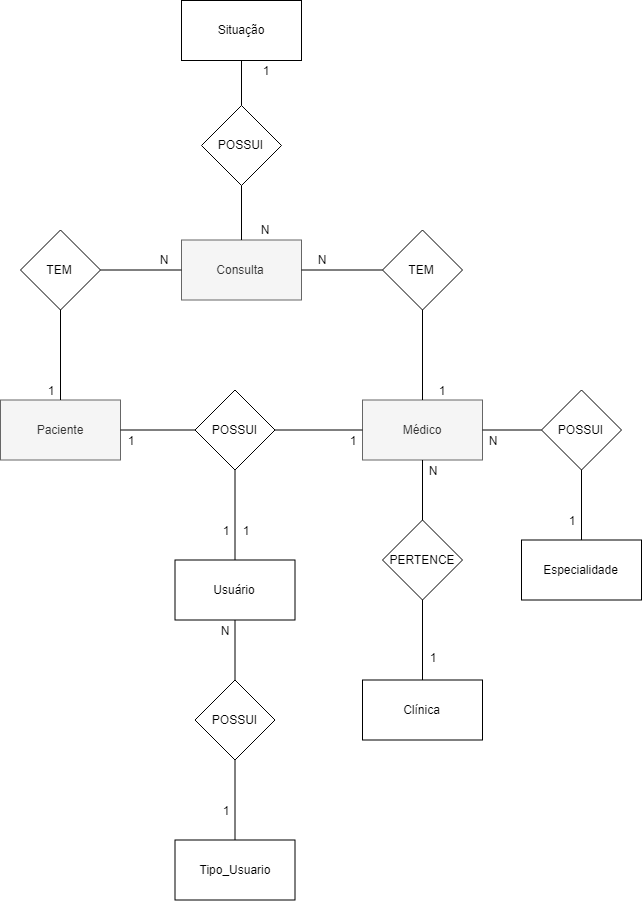 Situação
1
POSSUI
N
TEM
N
Consulta
N
TEM
1
1
Paciente
1
POSSUI
1
Médico
N
POSSUI
N
1
1
1
PERTENCE
Especialidade
Usuário
N
1
Clínica
POSSUI
1
Tipo_Usuario